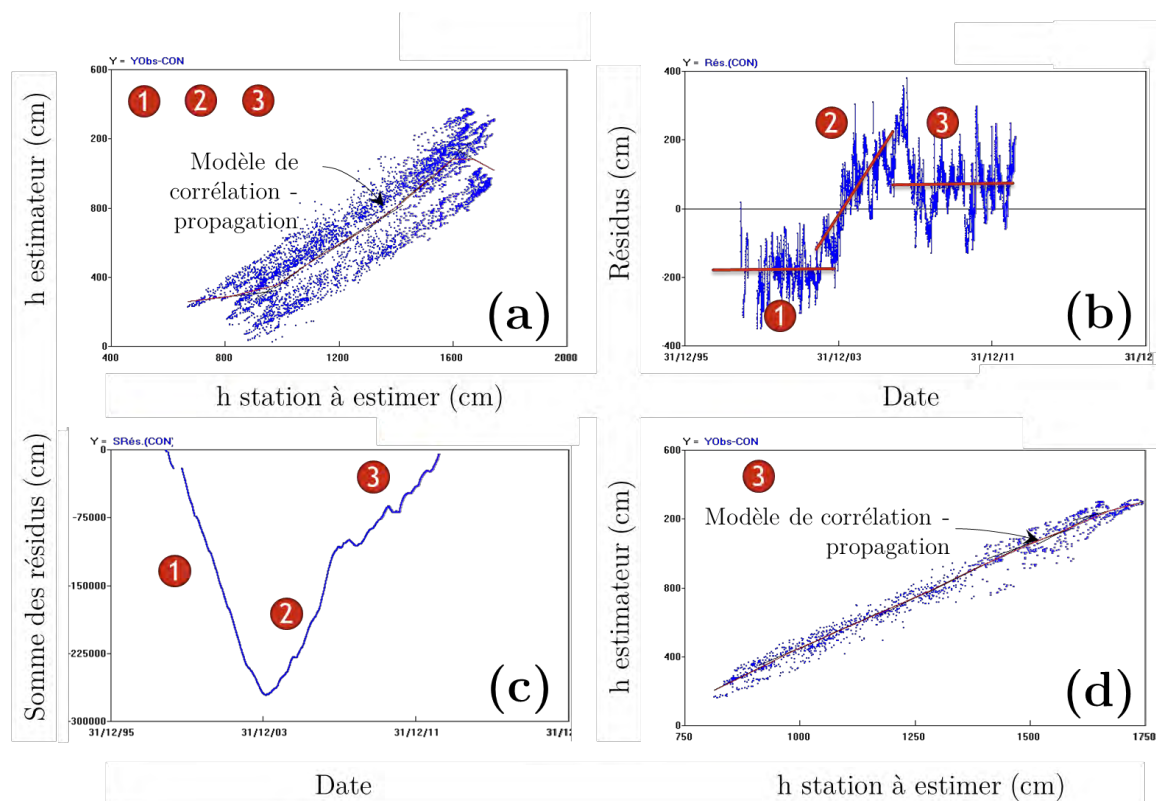 Y = YObs-CON
600
200
800
400
0
400
800
1200
1600
2000
1
2
3
Modèle de
corrélation -
propagation
(a)
h estimateur (cm)
h station à estimer (cm)
Y = Rés.(CON)
400
200
0
-200
-400
31/12/95
31/12/03
31/12/11
31/12
1
2
3
(b)
Résidus (cm)
Date
Y = SRés.(CON)
0
-75000
-150000
-225000
300000
31/12/95
31/12/03
31/12/11
31/12/
1
2
3
(c)
Somme des résidus (cm)
Date
Y = YObs-CON
600
200
800
400
0
750
1000
1250
1500
1750
3
Modèle de corrélation -
propagation
(d)
h estimateur (cm)
h station à estimer (cm)